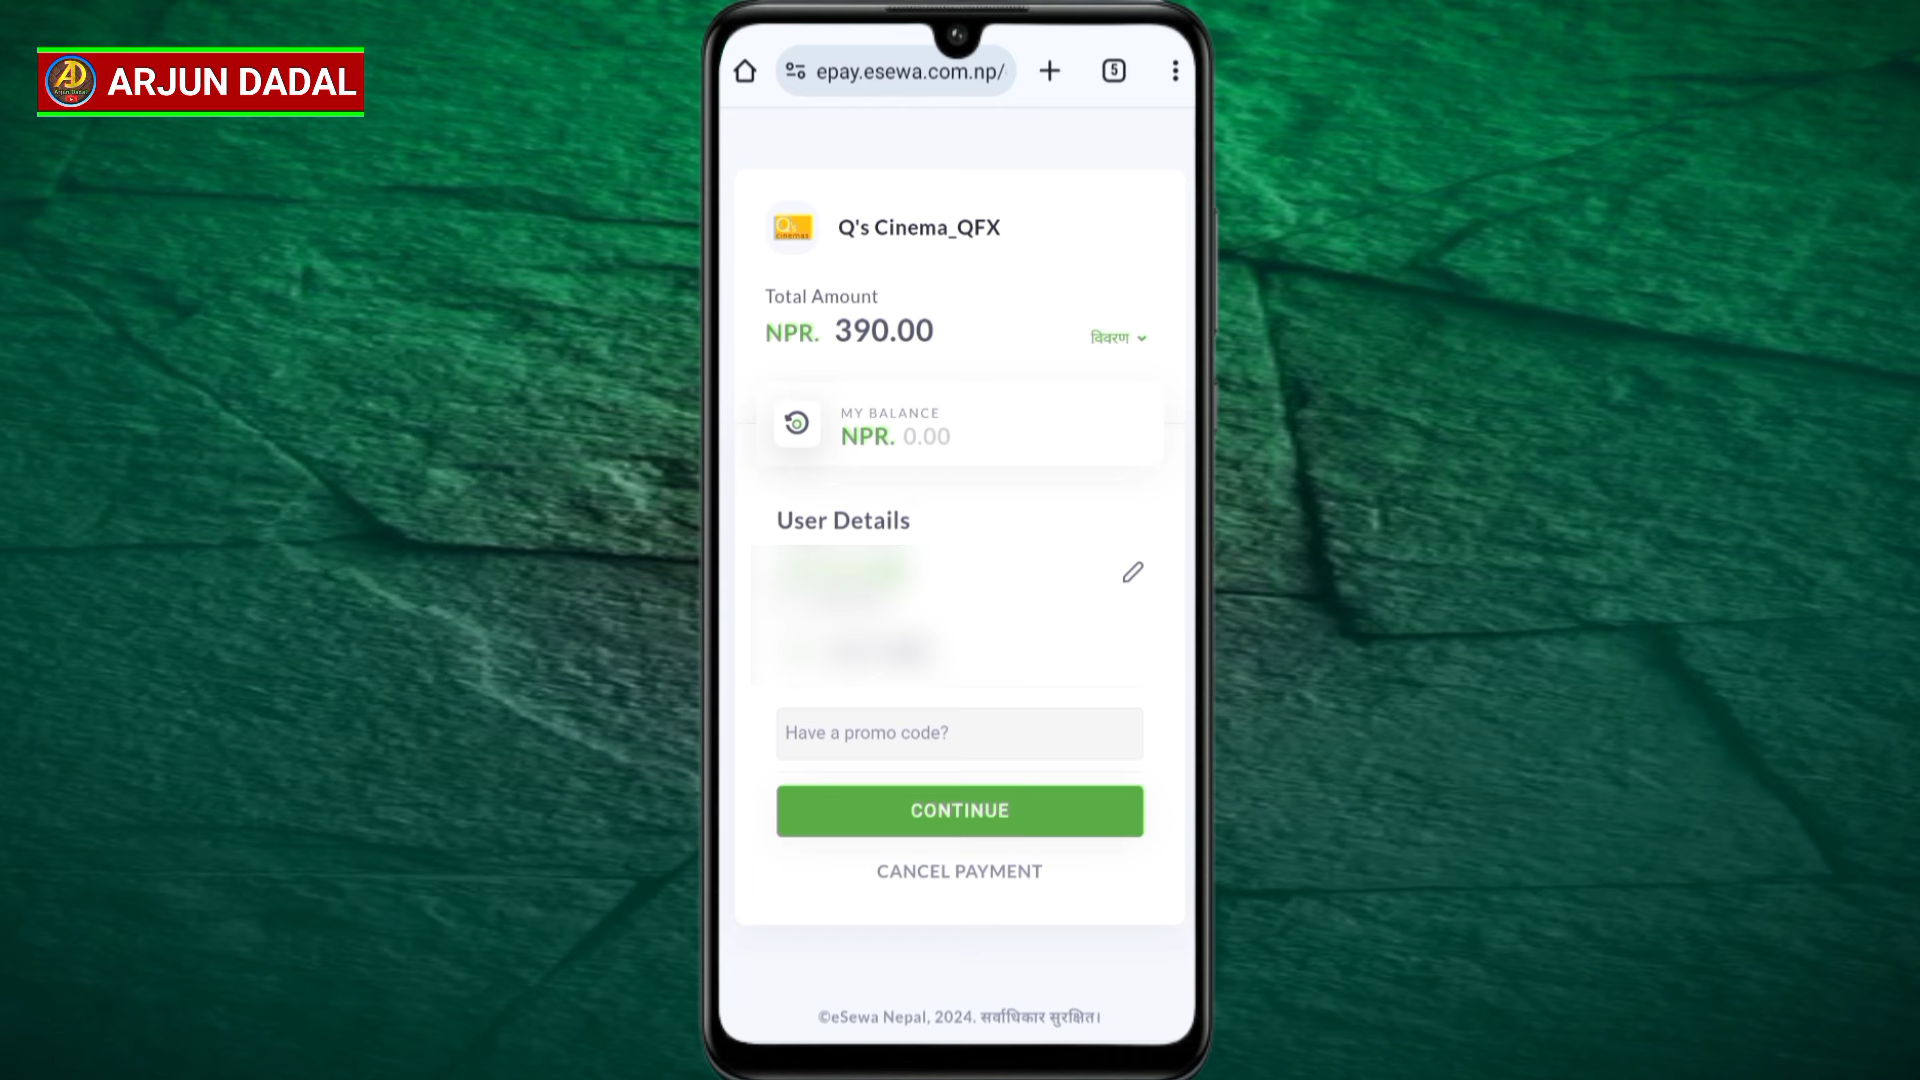 ARJUN DADAL
epay.esewa.com.np/
5
Q's
cinemas
Q's Cinema_QFX
Total Amount
NPR. 390.00
विवरण
MY BALANCE
NPR. 0.00
User Details
Have a promo code?
CONTINUE
CANCEL PAYMENT
©eSewa Nepal, 2024. सर्वाधिकार सुरक्षित।